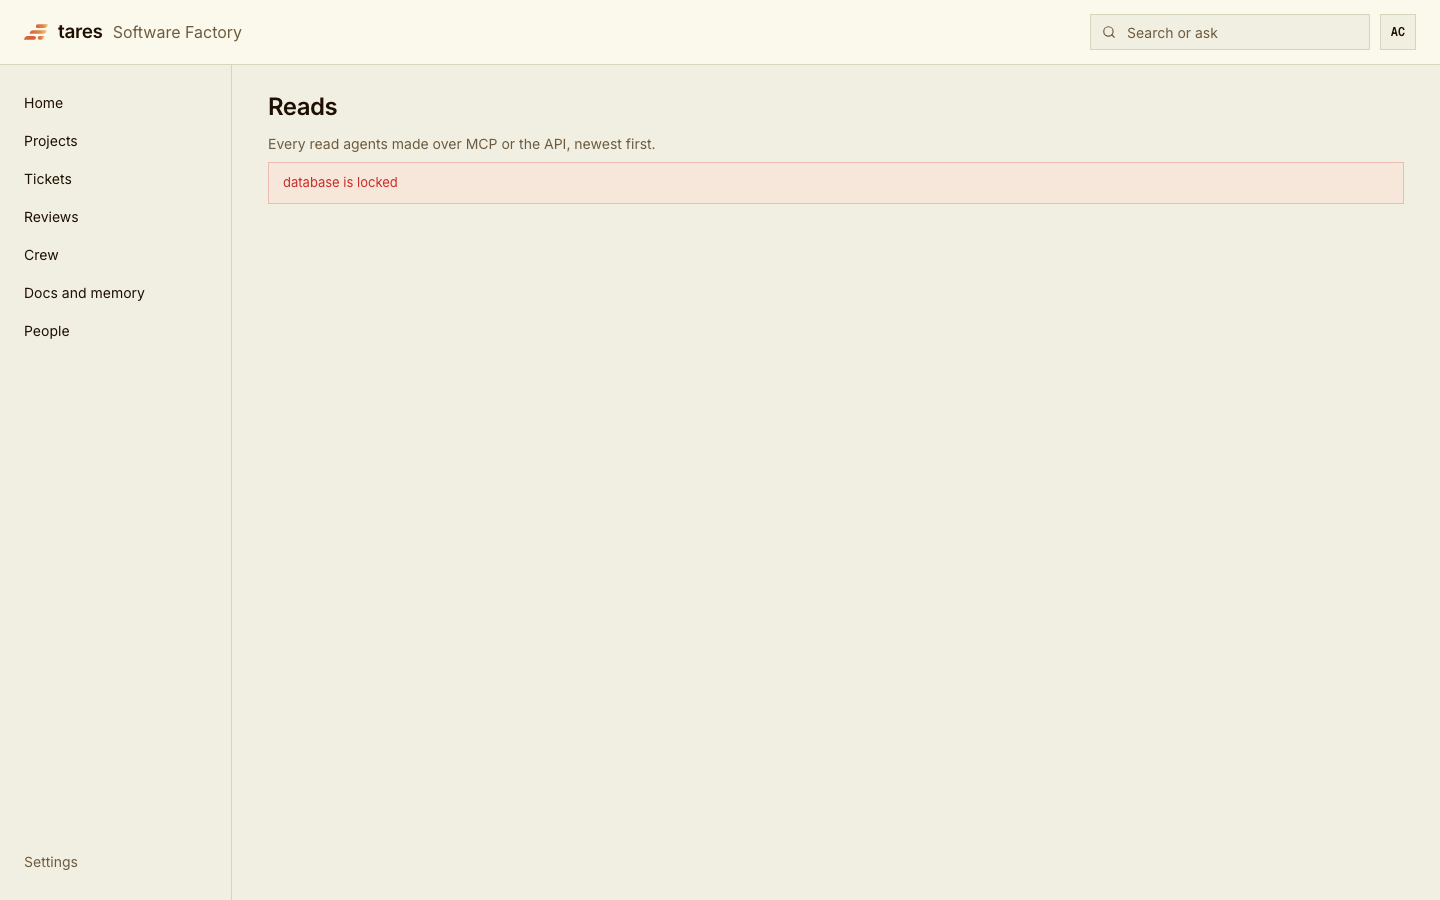 tares Software Factory
Search or ask
AC
Home
Projects
Tickets
Reviews
Crew
Docs and memory
People
Settings
Reads
Every read agents made over MCP or the API, newest first.
database is locked